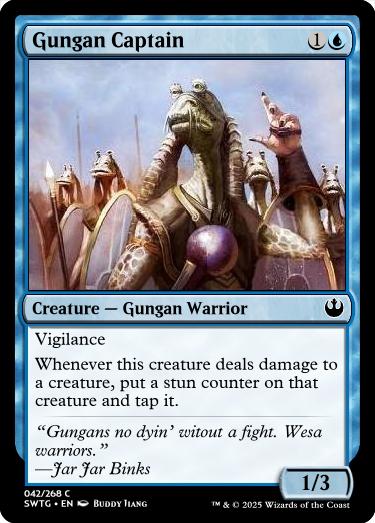 Gungan Captain 1
Creature — Gungan Warrior
Vigilance
Whenever this creature deals damage to
a creature, put a stun counter on that
creature and tap it.
“Gungans no dyin’ witout a fight. Wesa
warriors.”
—Jar Jar Binks
1/3
042/268 C
SWTG • EN Buddy Jiang ™ & © 2025 Wizards of the Coast